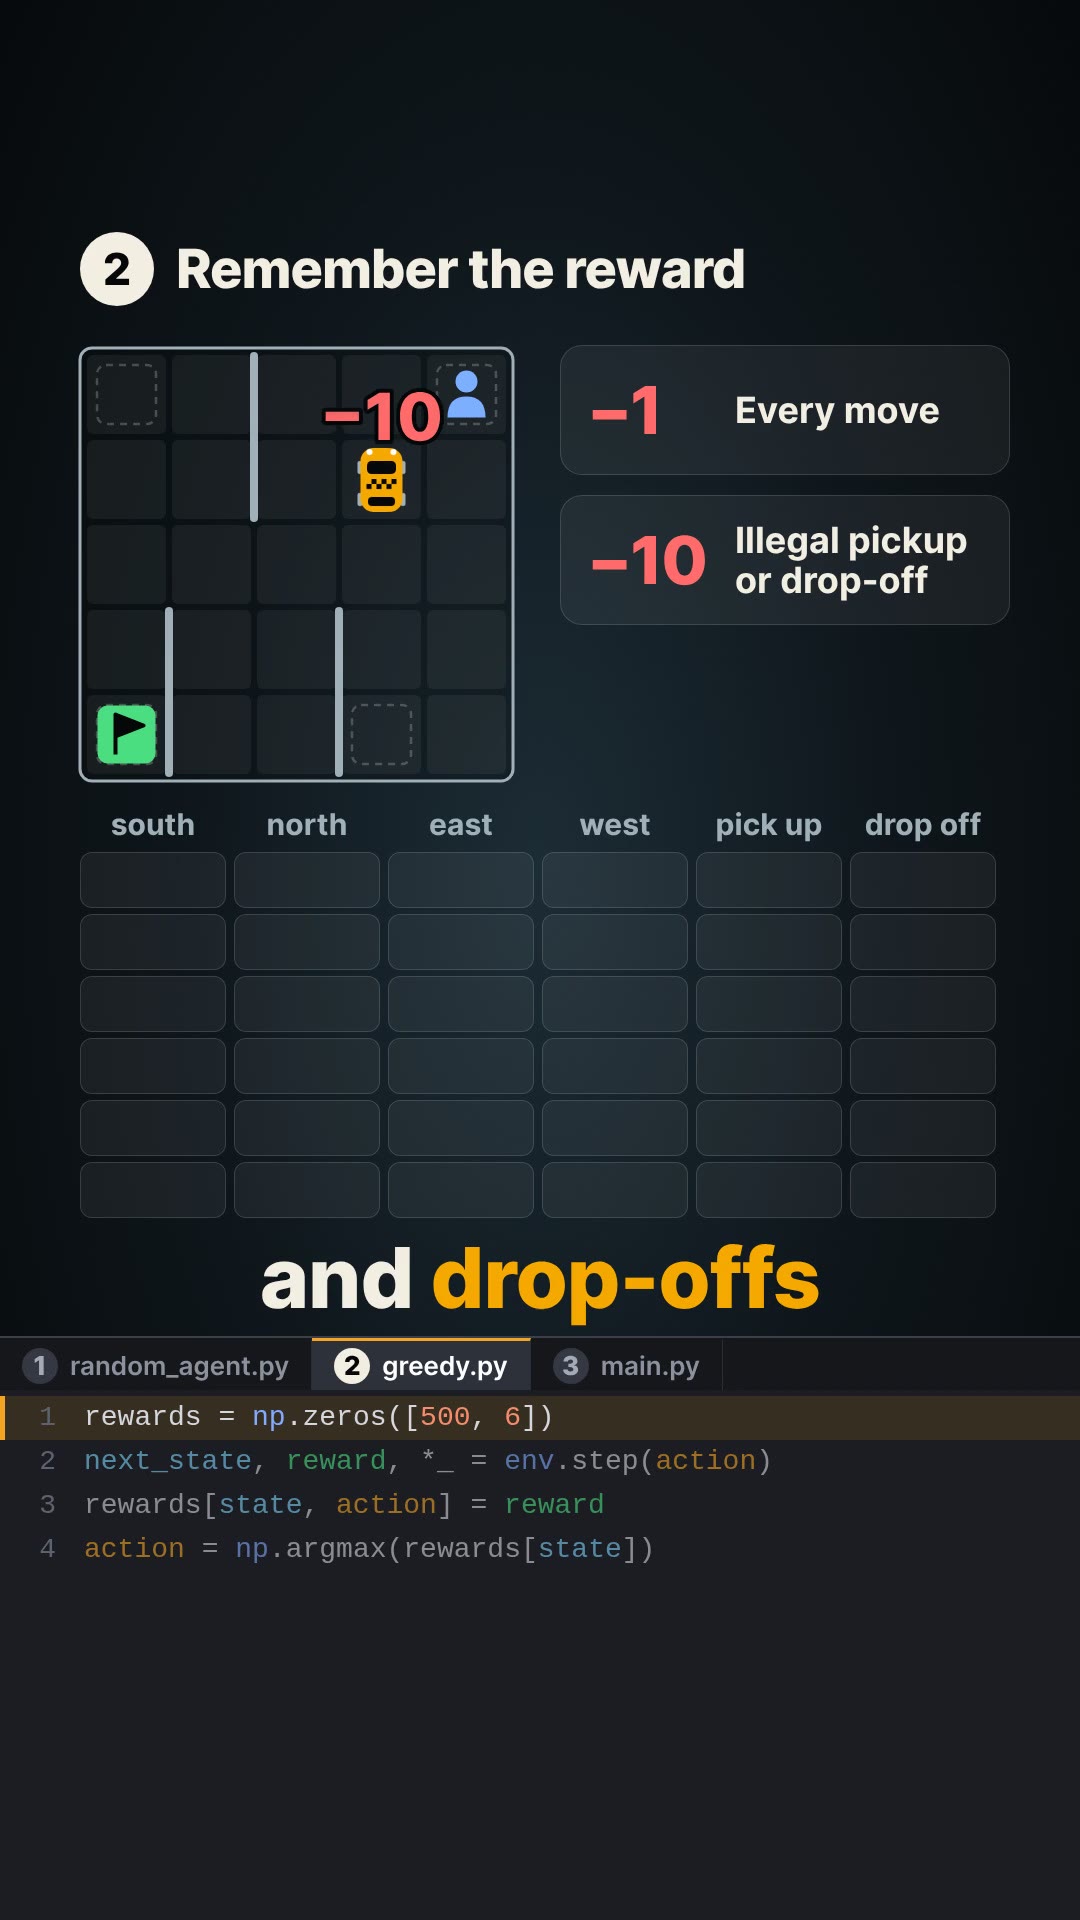 2 Remember the reward
−10
−1 Every move
−10 Illegal pickup
or drop-off
south north east west pick up drop off
and drop-offs
1 random_agent.py 2 greedy.py 3 main.py
1 rewards = np.zeros([500, 6])
2 next_state, reward, *_ = env.step(action)
3 rewards[state, action] = reward
4 action = np.argmax(rewards[state])